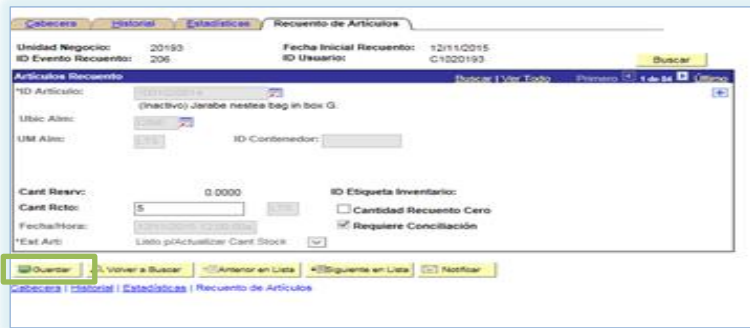 Cabecera Historial Estadísticas Recuento de Artículos
Unidad Negocio: 20193 Fecha Inicial Recuento: 12/11/2015
ID Evento Recuento: 206 ID Usuario: C1020193 Buscar
Artículos Recuento Buscar | Ver Todo Primero 1 de 84 Último
*ID Artículo:
(Inactivo) Jarabe nestea bag in box G.
Ubic Alm:
UM Alm: LTS ID Contenedor:
Cant Resrv: 0.0000 ID Etiqueta Inventario:
Cant Rcto: 5 LTS Cantidad Recuento Cero
Fecha/Hora: Requiere Conciliación
*Est Art: Listo p/Actualizar Cant Stock
Guardar Volver a Buscar Anterior en Lista Siguiente en Lista Notificar
Cabecera | Historial | Estadísticas | Recuento de Artículos